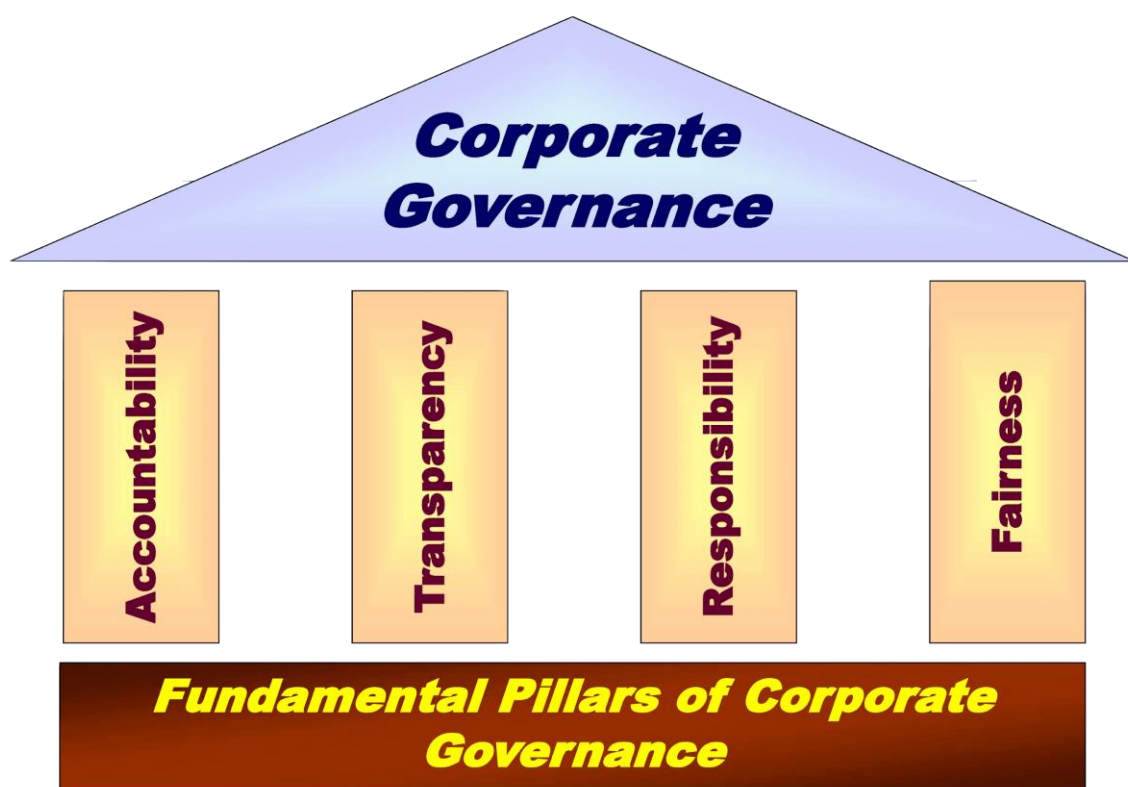 Corporate
Governance
Accountability
Transparency
Responsibility
Fairness
Fundamental Pillars of Corporate
Governance